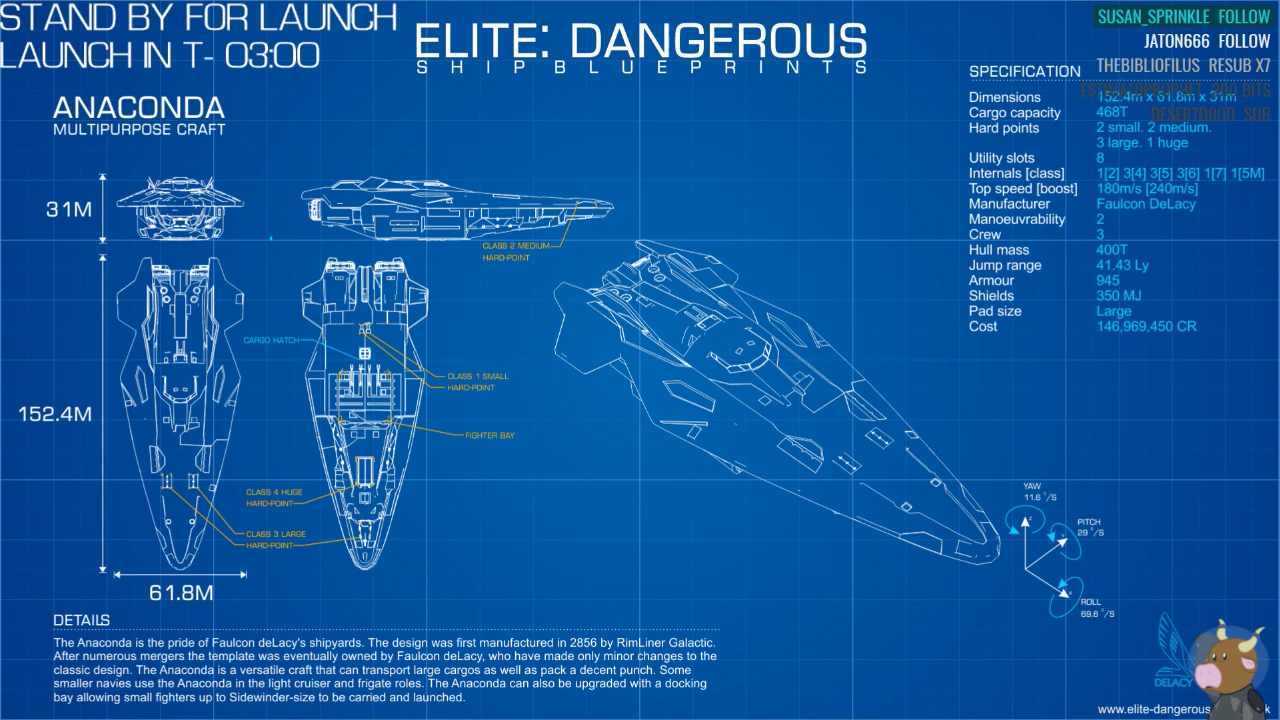 STAND BY FOR LAUNCH
LAUNCH IN T- 03:00
ELITE: DANGEROUS
SHIP BLUEPRINTS
SUSAN_SPRINKLE FOLLOW
JATON666 FOLLOW
THEBIBLIOFILUS RESUB X7
200 BITS
DESERTDODO SUB
ANACONDA
MULTIPURPOSE CRAFT
SPECIFICATION
Dimensions 152.4m x 61.8m x 31m
Cargo capacity 468T
Hard points 2 small. 2 medium.
3 large. 1 huge
Utility slots 8
Internals [class] 1[2] 3[4] 3[5] 3[6] 1[7] 1[5M]
Top speed [boost] 180m/s [240m/s]
Manufacturer Faulcon DeLacy
Manoeuvrability 2
Crew 3
Hull mass 400T
Jump range 41.43 Ly
Armour 945
Shields 350 MJ
Pad size Large
Cost 146,969,450 CR
31M
CLASS 2 MEDIUM
HARD-POINT
CARGO HATCH
CLASS 1 SMALL
HARD-POINT
152.4M
FIGHTER BAY
CLASS 4 HUGE
HARD-POINT
CLASS 3 LARGE
HARD-POINT
61.8M
YAW
11.6 °/S
Z
PITCH
29 °/S
Y
ROLL
69.6 °/S
X
DETAILS
The Anaconda is the pride of Faulcon deLacy's shipyards. The design was first manufactured in 2856 by RimLiner Galactic.
After numerous mergers the template was eventually owned by Faulcon deLacy, who have made only minor changes to the
classic design. The Anaconda is a versatile craft that can transport large cargos as well as pack a decent punch. Some
smaller navies use the Anaconda in the light cruiser and frigate roles. The Anaconda can also be upgraded with a docking
bay allowing small fighters up to Sidewinder-size to be carried and launched.
DELACY
www.elite-dangerous k